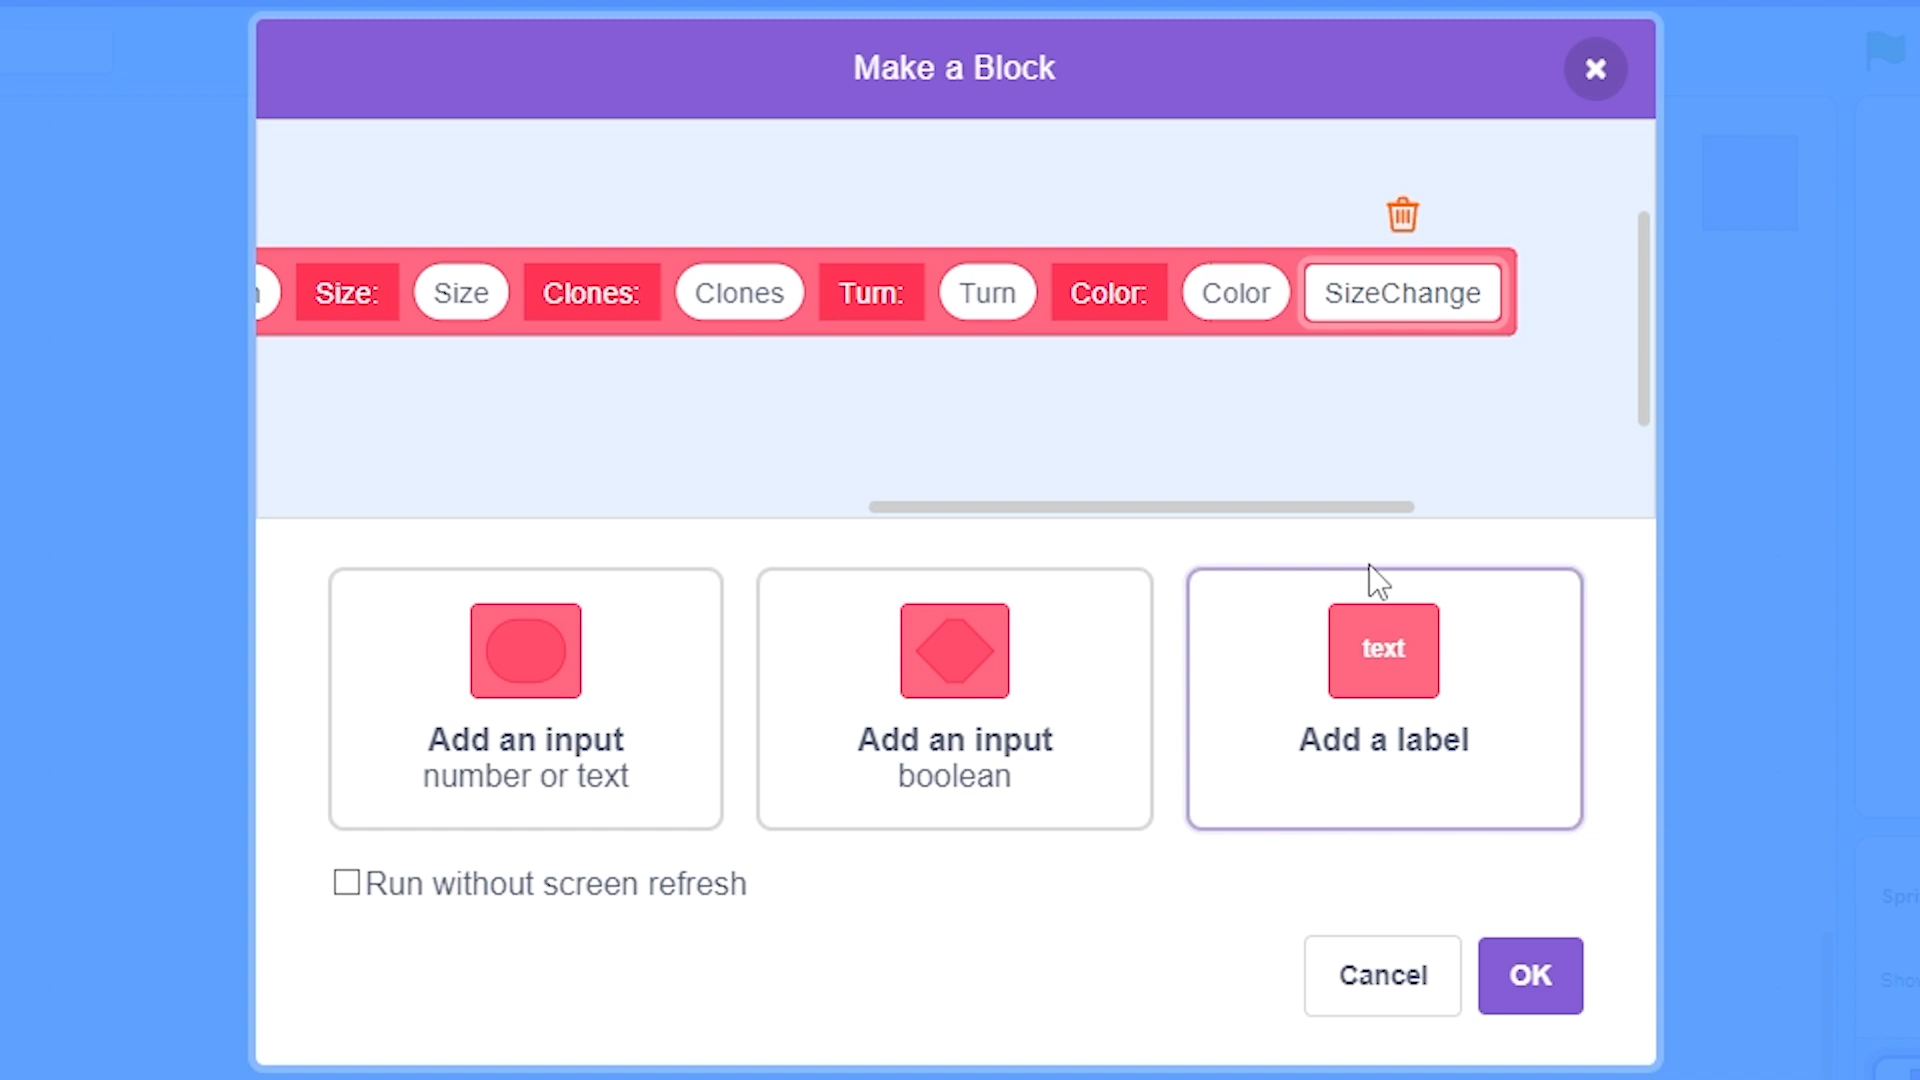 Make a Block
Size: Size Clones: Clones Turn: Turn Color: Color SizeChange
text
Add an input
number or text
Add an input
boolean
Add a label
Run without screen refresh
Cancel OK